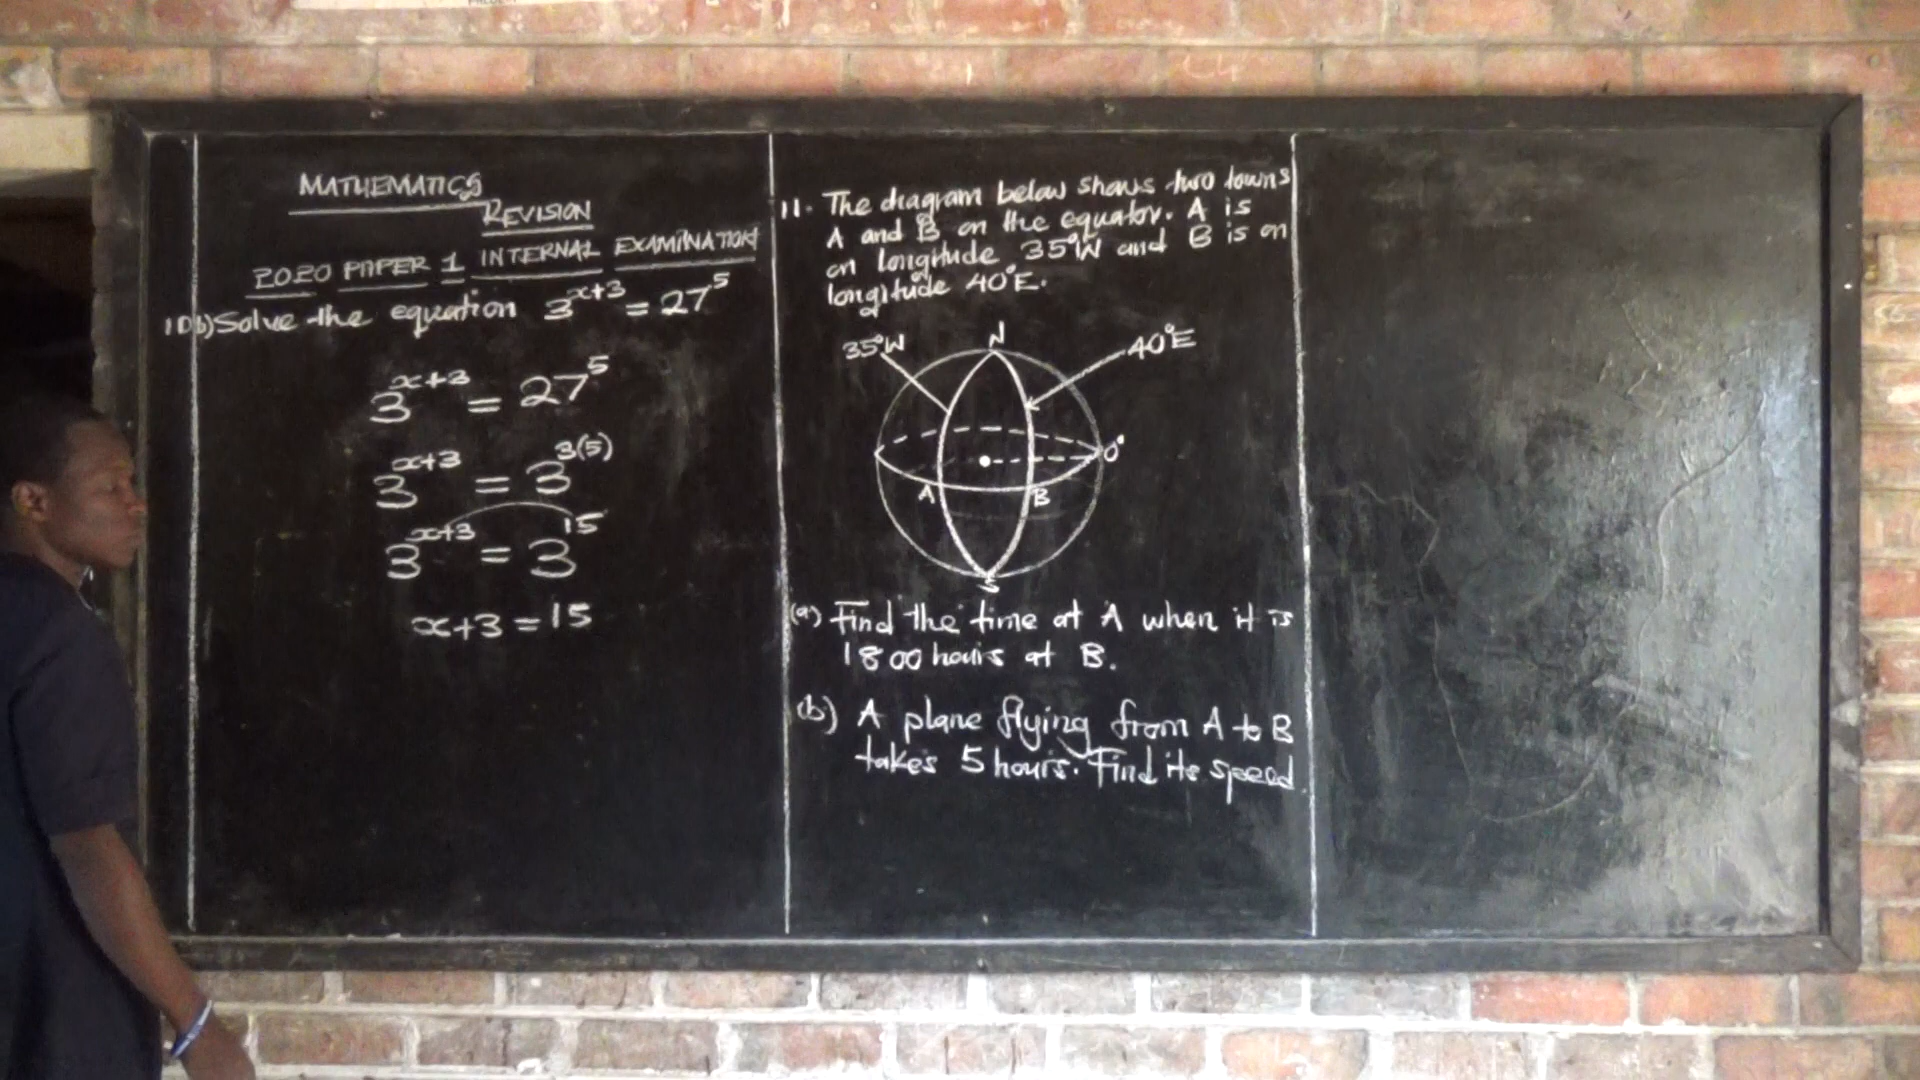 MATHEMATICS
REVISION
2020 PAPER 1 INTERNAL EXAMINATION
10b) Solve the equation 3^{x+3} = 27^5
3^{x+3} = 27^5
3^{x+3} = 3^{3(5)}
3^{x+3} = 3^{15}
x+3 = 15
11. The diagram below shows two towns
A and B on the equator. A is
on longitude 35°W and B is on
longitude 40°E.
35°W N 40°E
0°
A B
S
(a) Find the time at A when it is
1800 hours at B.
(b) A plane flying from A to B
takes 5 hours. Find its speed